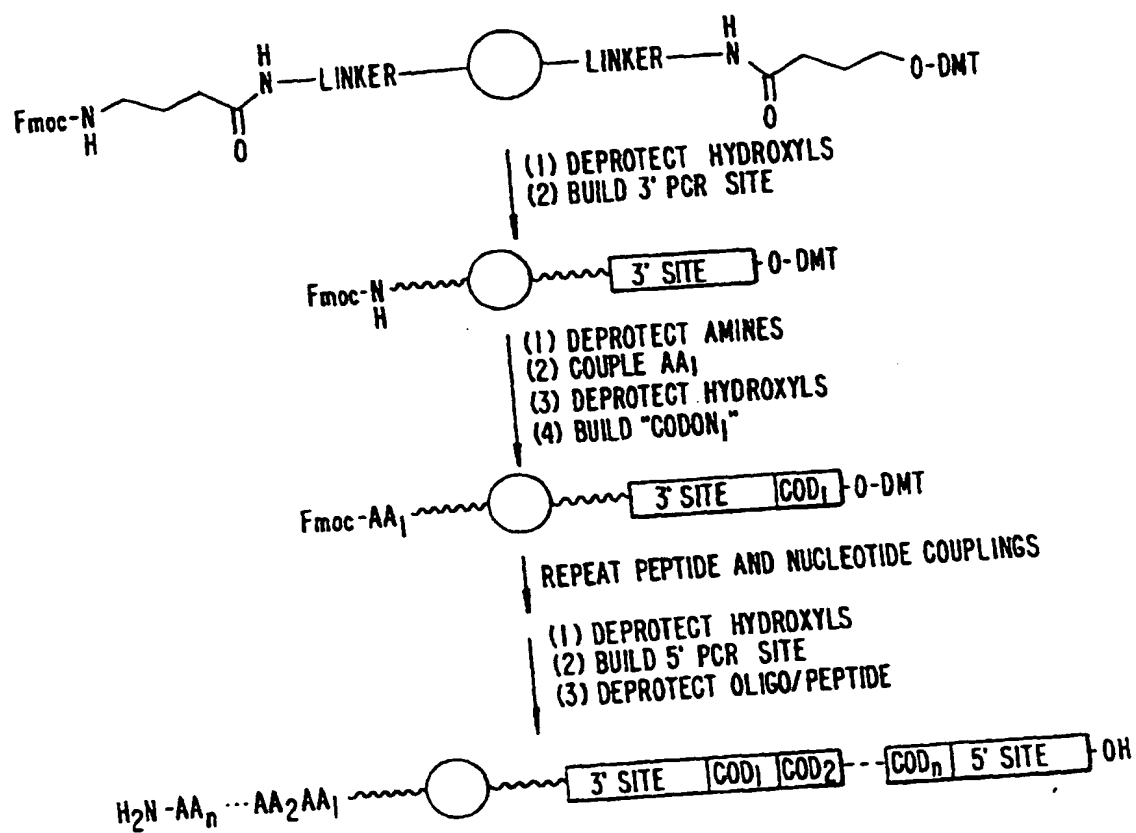 H H
N LINKER LINKER N O-DMT
Fmoc-N
H O O
(1) DEPROTECT HYDROXYLS
(2) BUILD 3' PCR SITE
Fmoc-N 3' SITE O-DMT
H
(1) DEPROTECT AMINES
(2) COUPLE AA1
(3) DEPROTECT HYDROXYLS
(4) BUILD "CODON1"
Fmoc-AA1 3' SITE COD1 O-DMT
REPEAT PEPTIDE AND NUCLEOTIDE COUPLINGS
(1) DEPROTECT HYDROXYLS
(2) BUILD 5' PCR SITE
(3) DEPROTECT OLIGO/PEPTIDE
H2N-AAn ... AA2AA1 3' SITE COD1 COD2 --- CODn 5' SITE OH